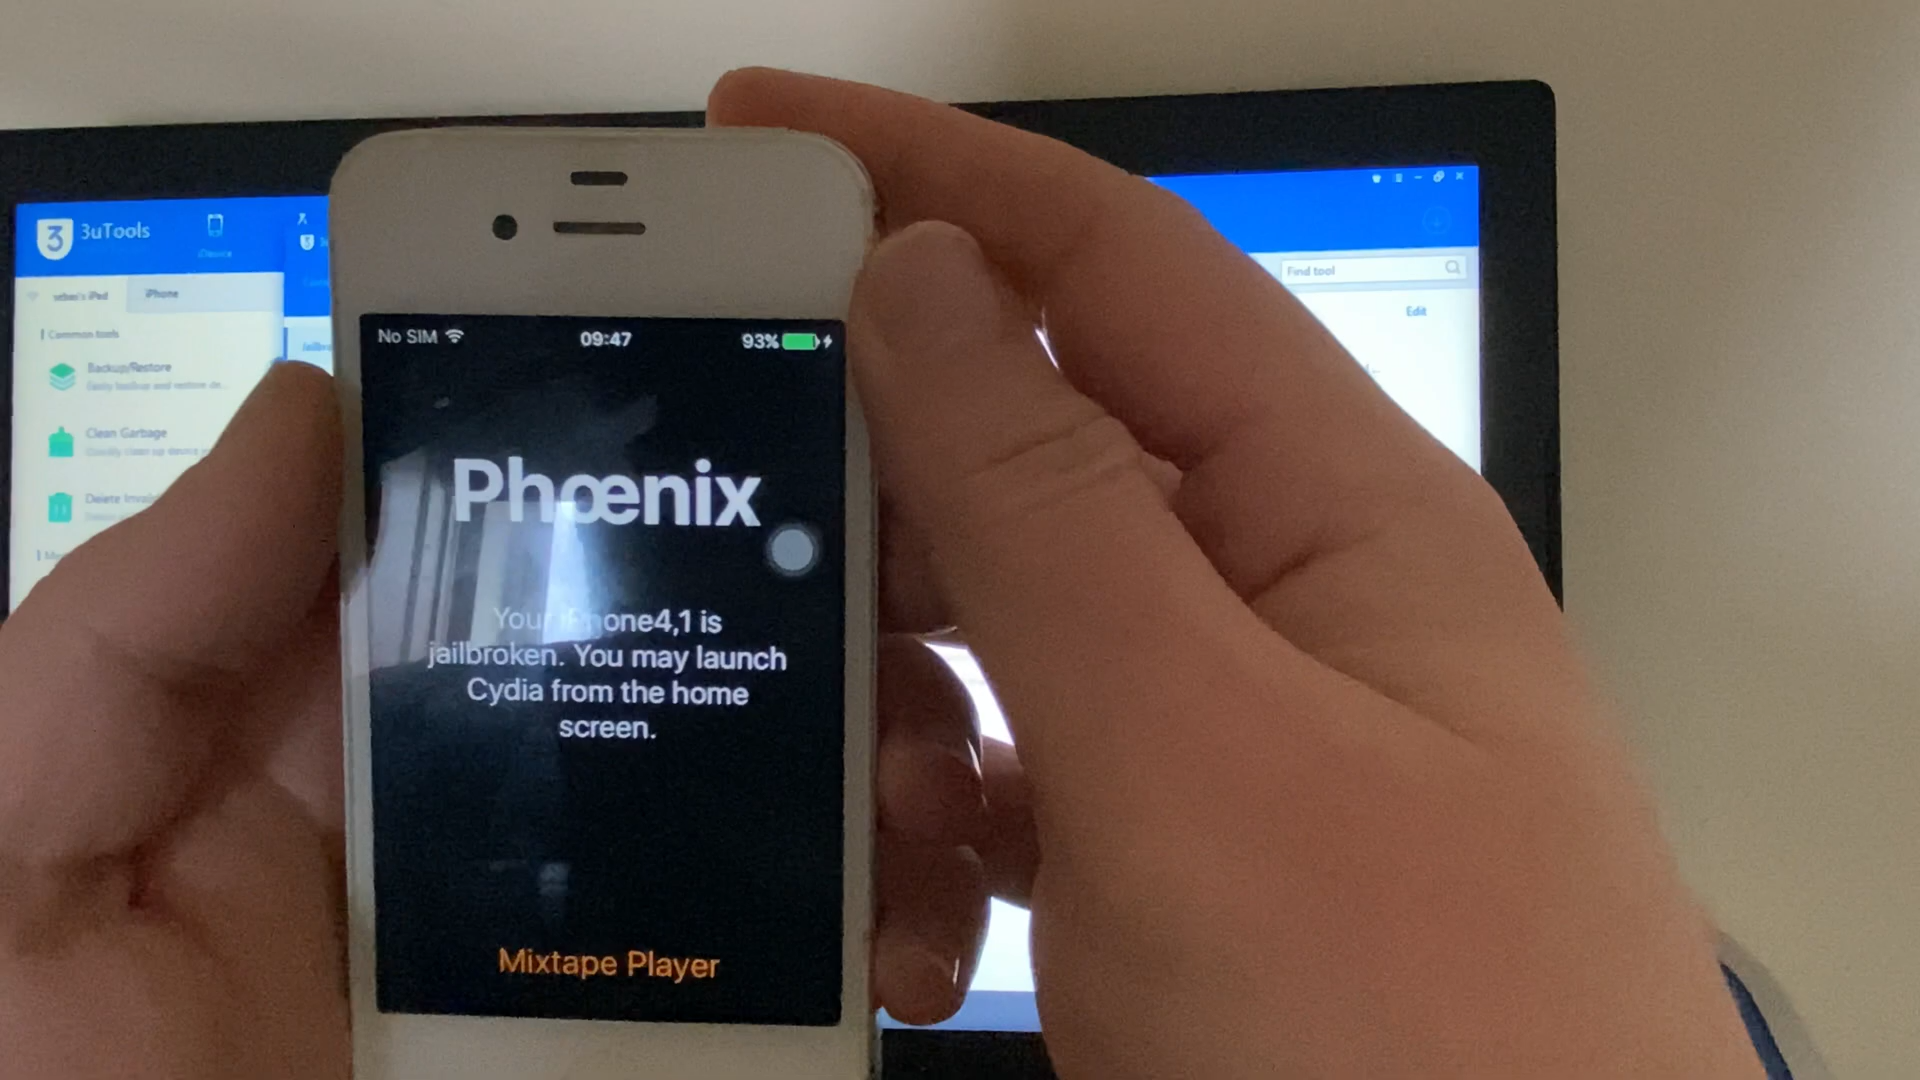 3uTools
iDevice
Find tool
iPhone
Edit
Common tools
Backup/Restore
Clean Garbage
Delete
No SIM 09:47 93%
Phœnix
Your iPhone4,1 is
jailbroken. You may launch
Cydia from the home
screen.
Mixtape Player